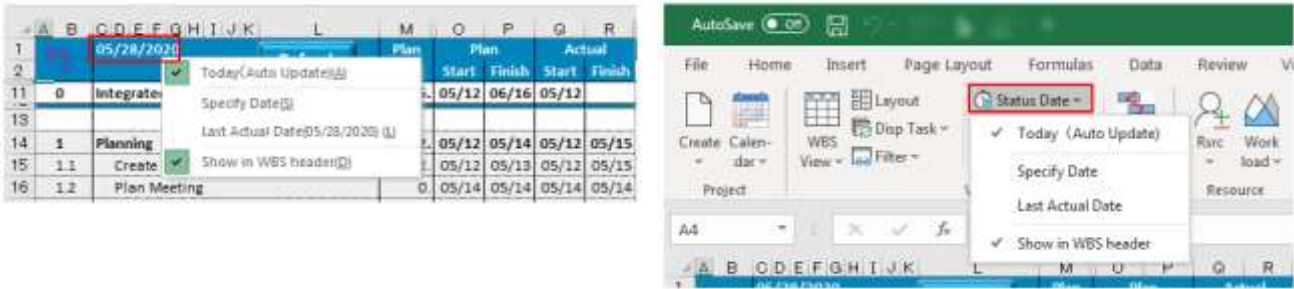 A B C D E F G H I J K L M O P Q R
1 05/28/2020 Plan Plan Actual
2 Start Finish Start Finish
Today(Auto Update)(A)
Specify Date(S)
Last Actual Date(05/28/2020) (L)
Show in WBS header(D)
11 0 Integrate 05/12 06/16 05/12
13
14 1 Planning 05/12 05/14 05/12 05/15
15 1.1 Create 05/12 05/13 05/12 05/15
16 1.2 Plan Meeting 0. 05/14 05/14 05/14 05/14
AutoSave Off
File Home Insert Page Layout Formulas Data Review
Create Calen-dar
Project
WBS View
Layout
Disp Task
Filter
Status Date
Today (Auto Update)
Specify Date
Last Actual Date
Show in WBS header
Rsrc Work load
Resource
A4 fx
A B C D E F G H I J K L M O P Q R
1 05/28/2020 Plan Plan Actual